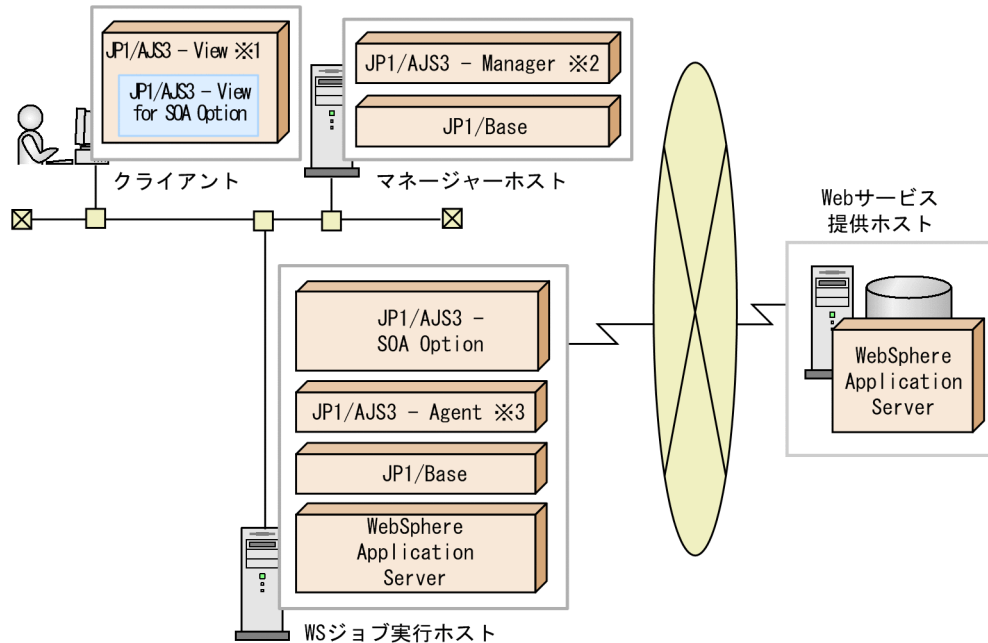 JP1/AJS3 - View ※1
JP1/AJS3 - View
for SOA Option
クライアント
JP1/AJS3 - Manager ※2
JP1/Base
マネージャーホスト
Webサービス
提供ホスト
WebSphere
Application
Server
JP1/AJS3 -
SOA Option
JP1/AJS3 - Agent ※3
JP1/Base
WebSphere
Application
Server
WSジョブ実行ホスト